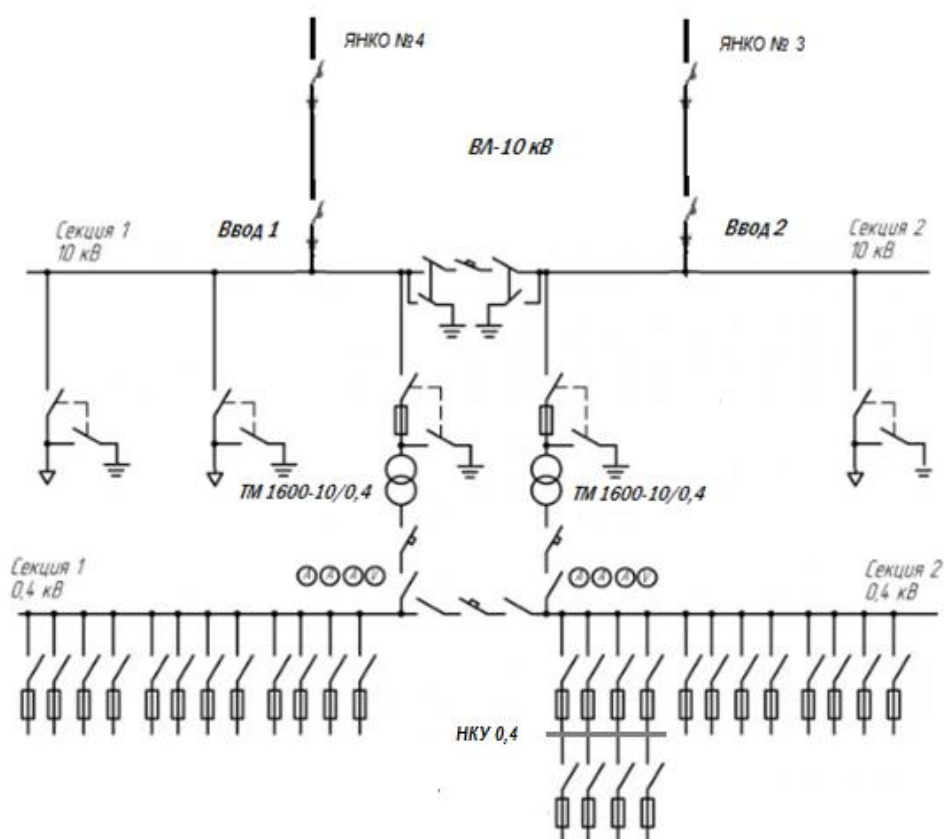 ЯНКО №4
ЯНКО № 3
ВЛ-10 кВ
Секция 1
10 кВ
Ввод 1
Ввод 2
Секция 2
10 кВ
ТМ 1600-10/0,4
ТМ 1600-10/0,4
Секция 1
0,4 кВ
A A A V
A A A V
Секция 2
0,4 кВ
НКУ 0,4